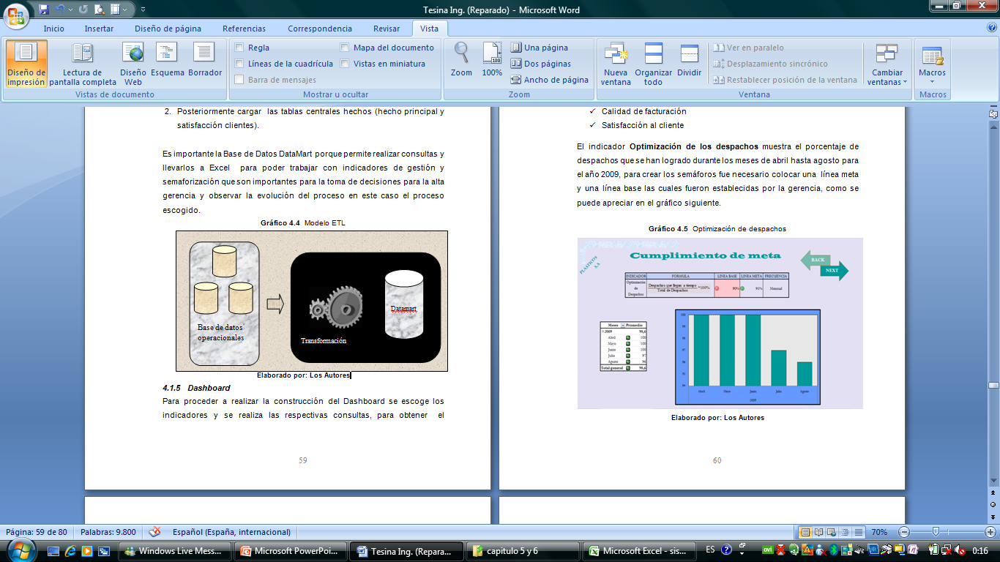 Tesina Ing. (Reparado) - Microsoft Word
Inicio Insertar Diseño de página Referencias Correspondencia Revisar Vista
Diseño de impresión
Lectura de pantalla completa
Diseño Web
Esquema
Borrador
Vistas de documento
Regla
Líneas de la cuadrícula
Barra de mensajes
Mapa del documento
Vistas en miniatura
Mostrar u ocultar
Zoom
100%
Una página
Dos páginas
Ancho de página
Zoom
Nueva ventana
Organizar todo
Dividir
Ver en paralelo
Desplazamiento sincrónico
Restablecer posición de la ventana
Cambiar ventanas
Ventana
Macros
Macros
2. Posteriormente cargar las tablas centrales hechos (hecho principal y
satisfacción clientes).
Es importante la Base de Datos DataMart porque permite realizar consultas y
llevarlos a Excel para poder trabajar con indicadores de gestión y
semaforización que son importantes para la toma de decisiones para la alta
gerencia y observar la evolución del proceso en este caso el proceso
escogido.
Gráfico 4.4 Modelo ETL
Base de datos
operacionales
Transformación
Datamart
Elaborado por: Los Autores
4.1.5 Dashboard
Para proceder a realizar la construcción del Dashboard se escoge los
indicadores y se realiza las respectivas consultas, para obtener el
59
✓ Calidad de facturación
✓ Satisfacción al cliente
El indicador Optimización de los despachos muestra el porcentaje de
despachos que se han logrado durante los meses de abril hasta agosto para
el año 2009, para crear los semáforos fue necesario colocar una línea meta
y una línea base las cuales fueron establecidas por la gerencia, como se
puede apreciar en el gráfico siguiente.
Gráfico 4.5 Optimización de despachos
PLASTICOS
S.A
Cumplimiento de meta
BACK
NEXT
INDICADOR FORMULA LINEA BASE LINEA META FRECUENCIA
Optimización de Despachos
Despachos que llegan a tiempo
Total de Despachos
*100%
90% 95% Mensual
Meses Promedio
2009 98,6
Abril 100
Mayo 100
Junio 100
Julio 97
Agosto 96
Total general 98,6
100
99
98
97
96
95
94
Abril Mayo Junio Julio Agosto
2009
Elaborado por: Los Autores
60
Página: 59 de 80 Palabras: 9.800 Español (España, internacional) 70%
Windows Live Mess... Microsoft PowerPoi... Tesina Ing. (Repara... capitulo 5 y 6 Microsoft Excel - sis... ES ovi 0:16